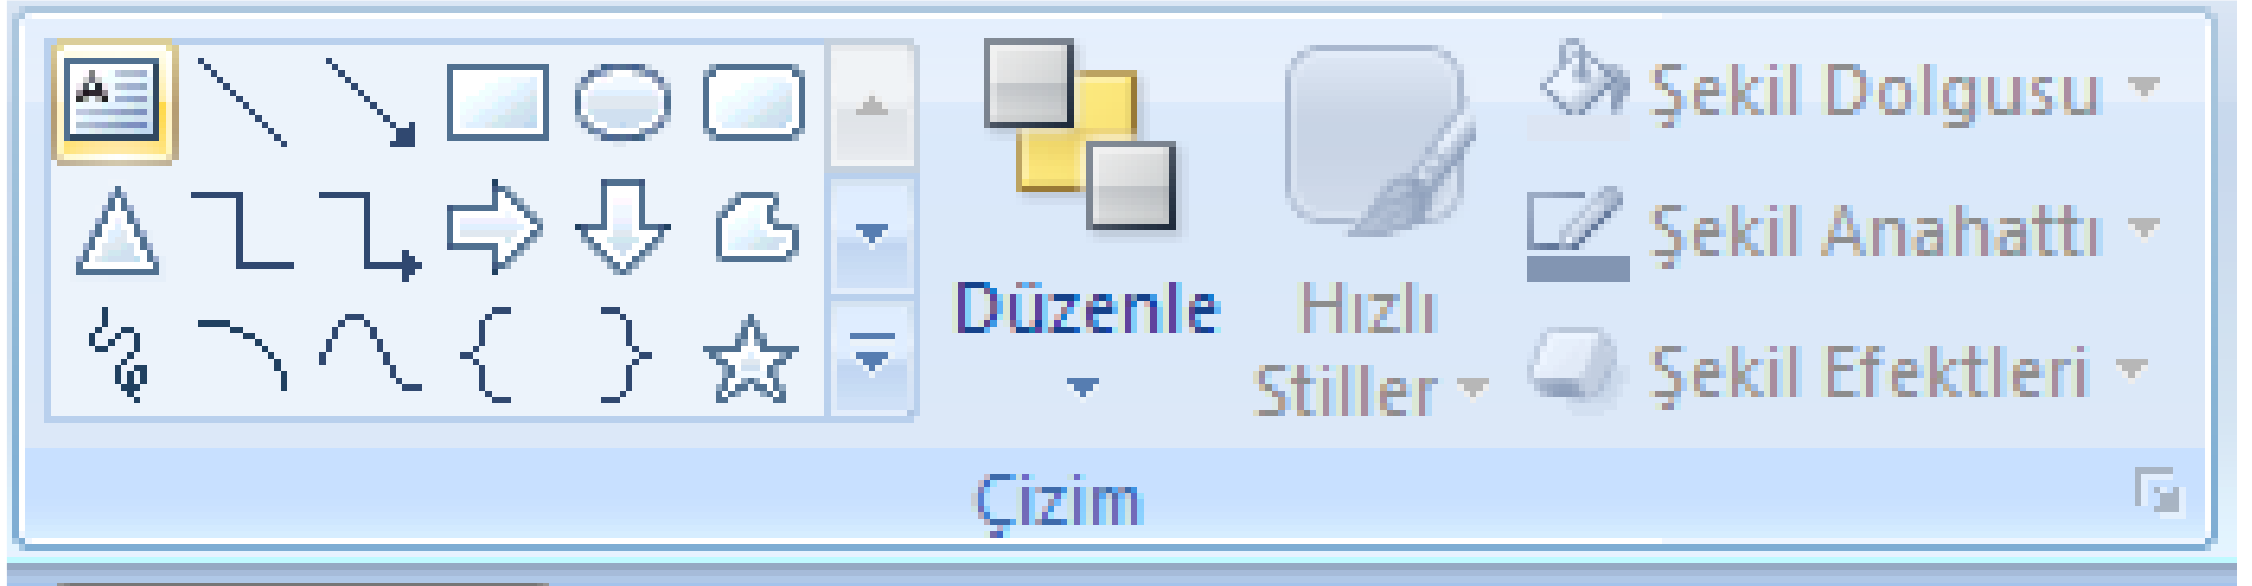 A
Şekil Dolgusu
Şekil Anahattı
Düzenle
Hızlı
Stiller
Şekil Efektleri
Çizim